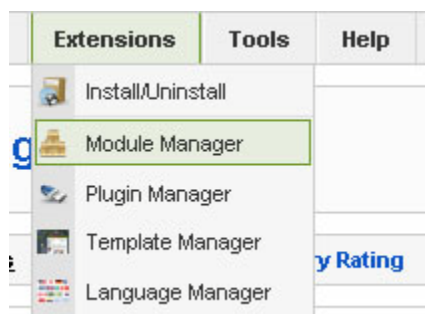 Extensions Tools Help
Install/Uninstall
Module Manager
Plugin Manager
Template Manager
y Rating
Language Manager